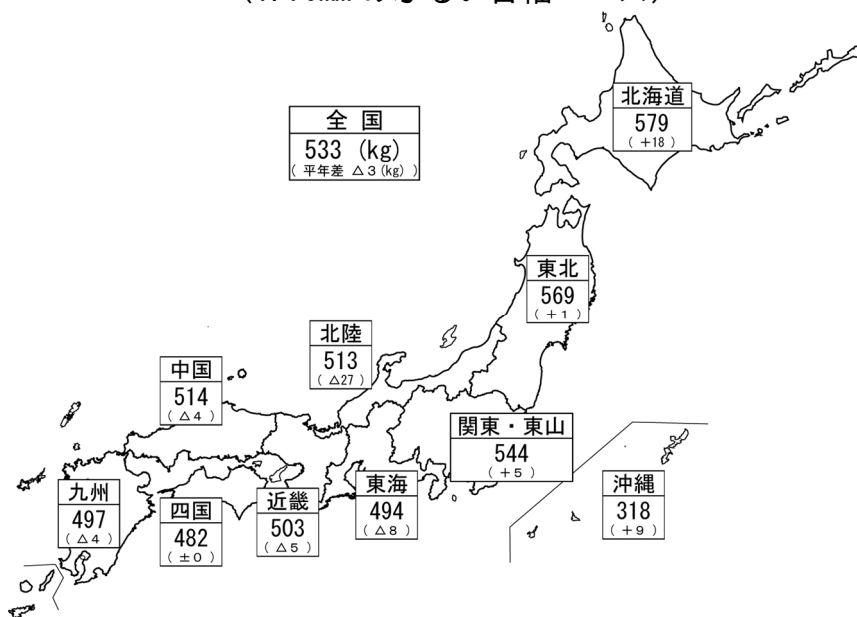 全国
533 (kg)
( 平年差 △3(kg) )
北海道
579
( +18 )
東北
569
( +1 )
北陸
513
( △27 )
中国
514
( △4 )
関東・東山
544
( +5 )
九州
497
( △4 )
四国
482
( ±0 )
近畿
503
( △5 )
東海
494
( △8 )
沖縄
318
( +9 )